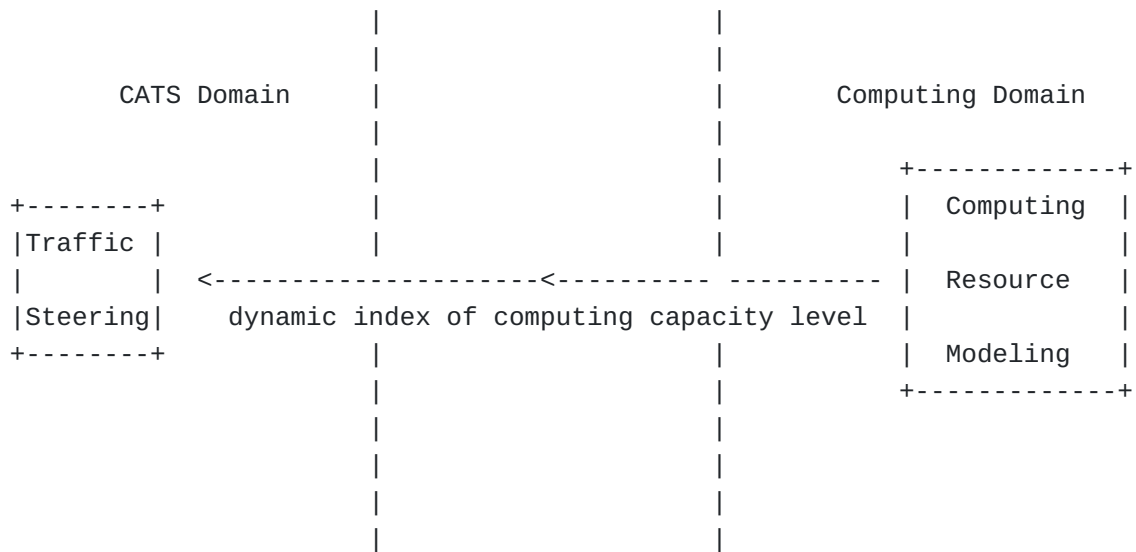 CATS Domain
Computing Domain
Traffic
Steering
dynamic index of computing capacity level
Computing
Resource
Modeling